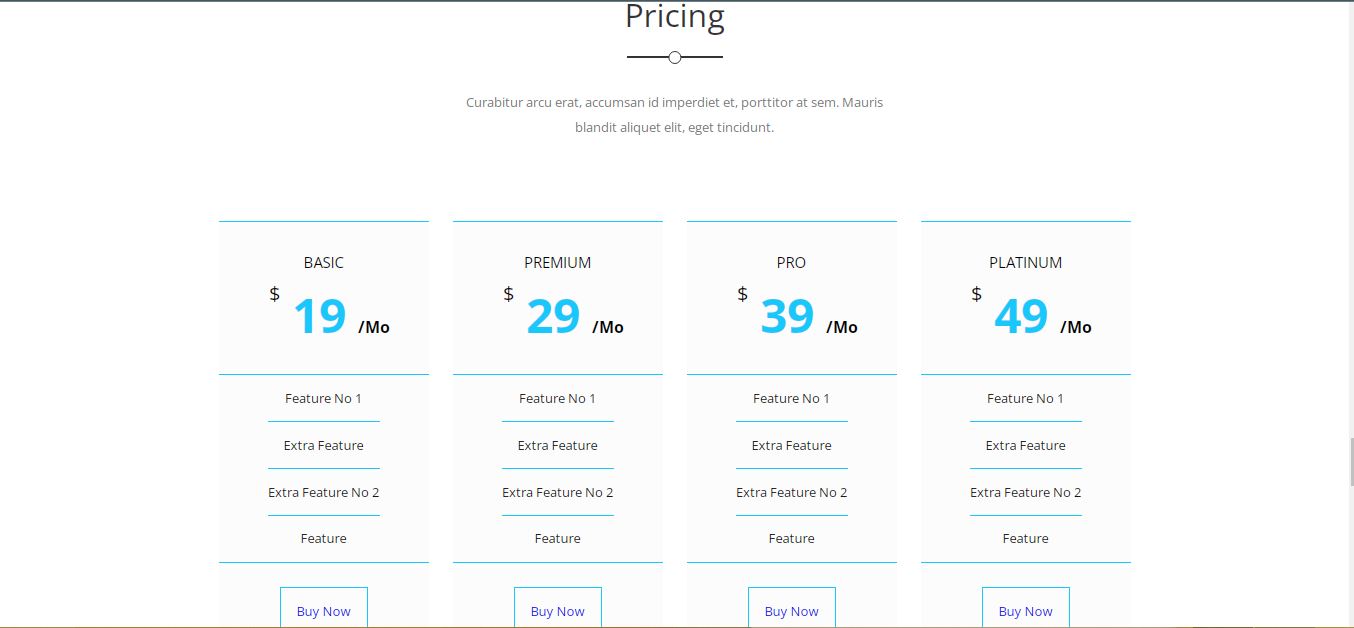 Pricing
Curabitur arcu erat, accumsan id imperdiet et, porttitor at sem. Mauris
blandit aliquet elit, eget tincidunt.
BASIC
$ 19 /Mo
Feature No 1
Extra Feature
Extra Feature No 2
Feature
Buy Now
PREMIUM
$ 29 /Mo
Feature No 1
Extra Feature
Extra Feature No 2
Feature
Buy Now
PRO
$ 39 /Mo
Feature No 1
Extra Feature
Extra Feature No 2
Feature
Buy Now
PLATINUM
$ 49 /Mo
Feature No 1
Extra Feature
Extra Feature No 2
Feature
Buy Now